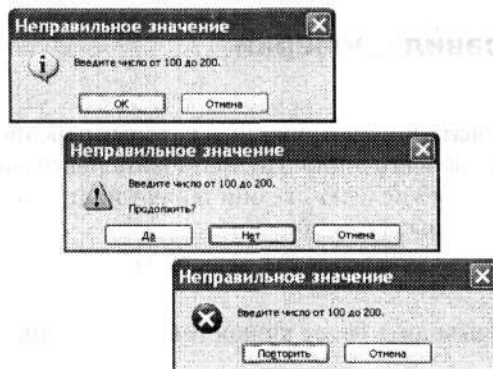 Неправильное значение
Введите число от 100 до 200.
OK Отмена
Неправильное значение
Введите число от 100 до 200.
Продолжить?
Да Нет Отмена
Неправильное значение
Введите число от 100 до 200.
Повторить Отмена